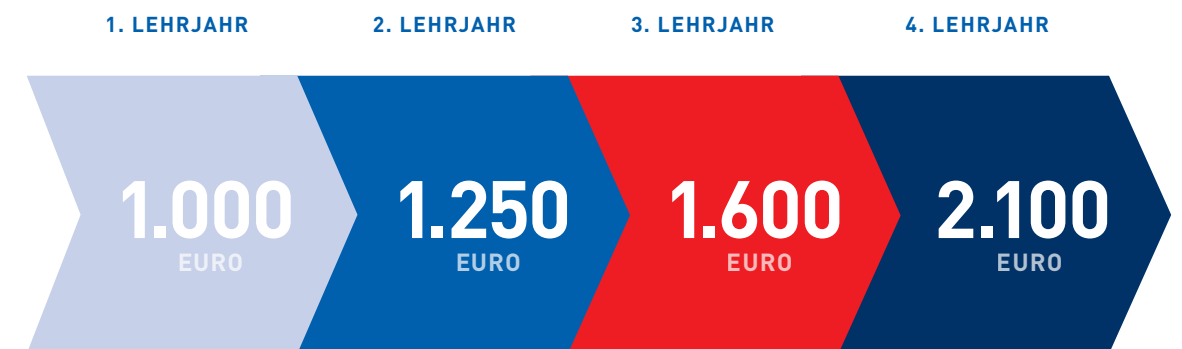 1. LEHRJAHR
2. LEHRJAHR
3. LEHRJAHR
4. LEHRJAHR
1.000
EURO
1.250
EURO
1.600
EURO
2.100
EURO